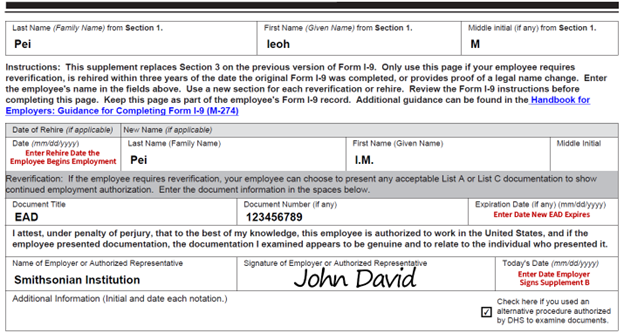 Last Name (Family Name) from Section 1.
First Name (Given Name) from Section 1.
Middle initial (if any) from Section 1.
Pei
Ieoh
M
Instructions: This supplement replaces Section 3 on the previous version of Form I-9. Only use this page if your employee requires
reverification, is rehired within three years of the date the original Form I-9 was completed, or provides proof of a legal name change. Enter
the employee's name in the fields above. Use a new section for each reverification or rehire. Review the Form I-9 instructions before
completing this page. Keep this page as part of the employee's Form I-9 record. Additional guidance can be found in the Handbook for
Employers: Guidance for Completing Form I-9 (M-274)
Date of Rehire (if applicable)
New Name (if applicable)
Date (mm/dd/yyyy)
Last Name (Family Name)
First Name (Given Name)
Middle Initial
Enter Rehire Date the
Employee Begins Employment
Pei
I.M.
Reverification: If the employee requires reverification, your employee can choose to present any acceptable List A or List C documentation to show
continued employment authorization. Enter the document information in the spaces below.
Document Title
Document Number (if any)
Expiration Date (if any) (mm/dd/yyyy)
EAD
123456789
Enter Date New EAD Expires
I attest, under penalty of perjury, that to the best of my knowledge, this employee is authorized to work in the United States, and if the
employee presented documentation, the documentation I examined appears to be genuine and to relate to the individual who presented it.
Name of Employer or Authorized Representative
Signature of Employer or Authorized Representative
Today's Date (mm/dd/yyyy)
Smithsonian Institution
John David
Enter Date Employer
Signs Supplement B
Additional Information (Initial and date each notation.)
Check here if you used an
alternative procedure authorized
by DHS to examine documents.